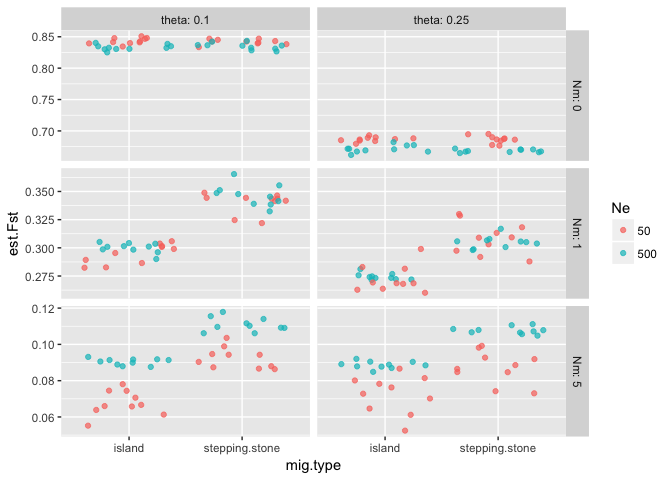 theta: 0.1
theta: 0.25
0.85
0.80
0.75
0.70
Nm: 0
0.350
0.325
0.300
0.275
Nm: 1
0.12
0.10
0.08
0.06
Nm: 5
est.Fst
island
stepping.stone
island
stepping.stone
mig.type
Ne
50
500